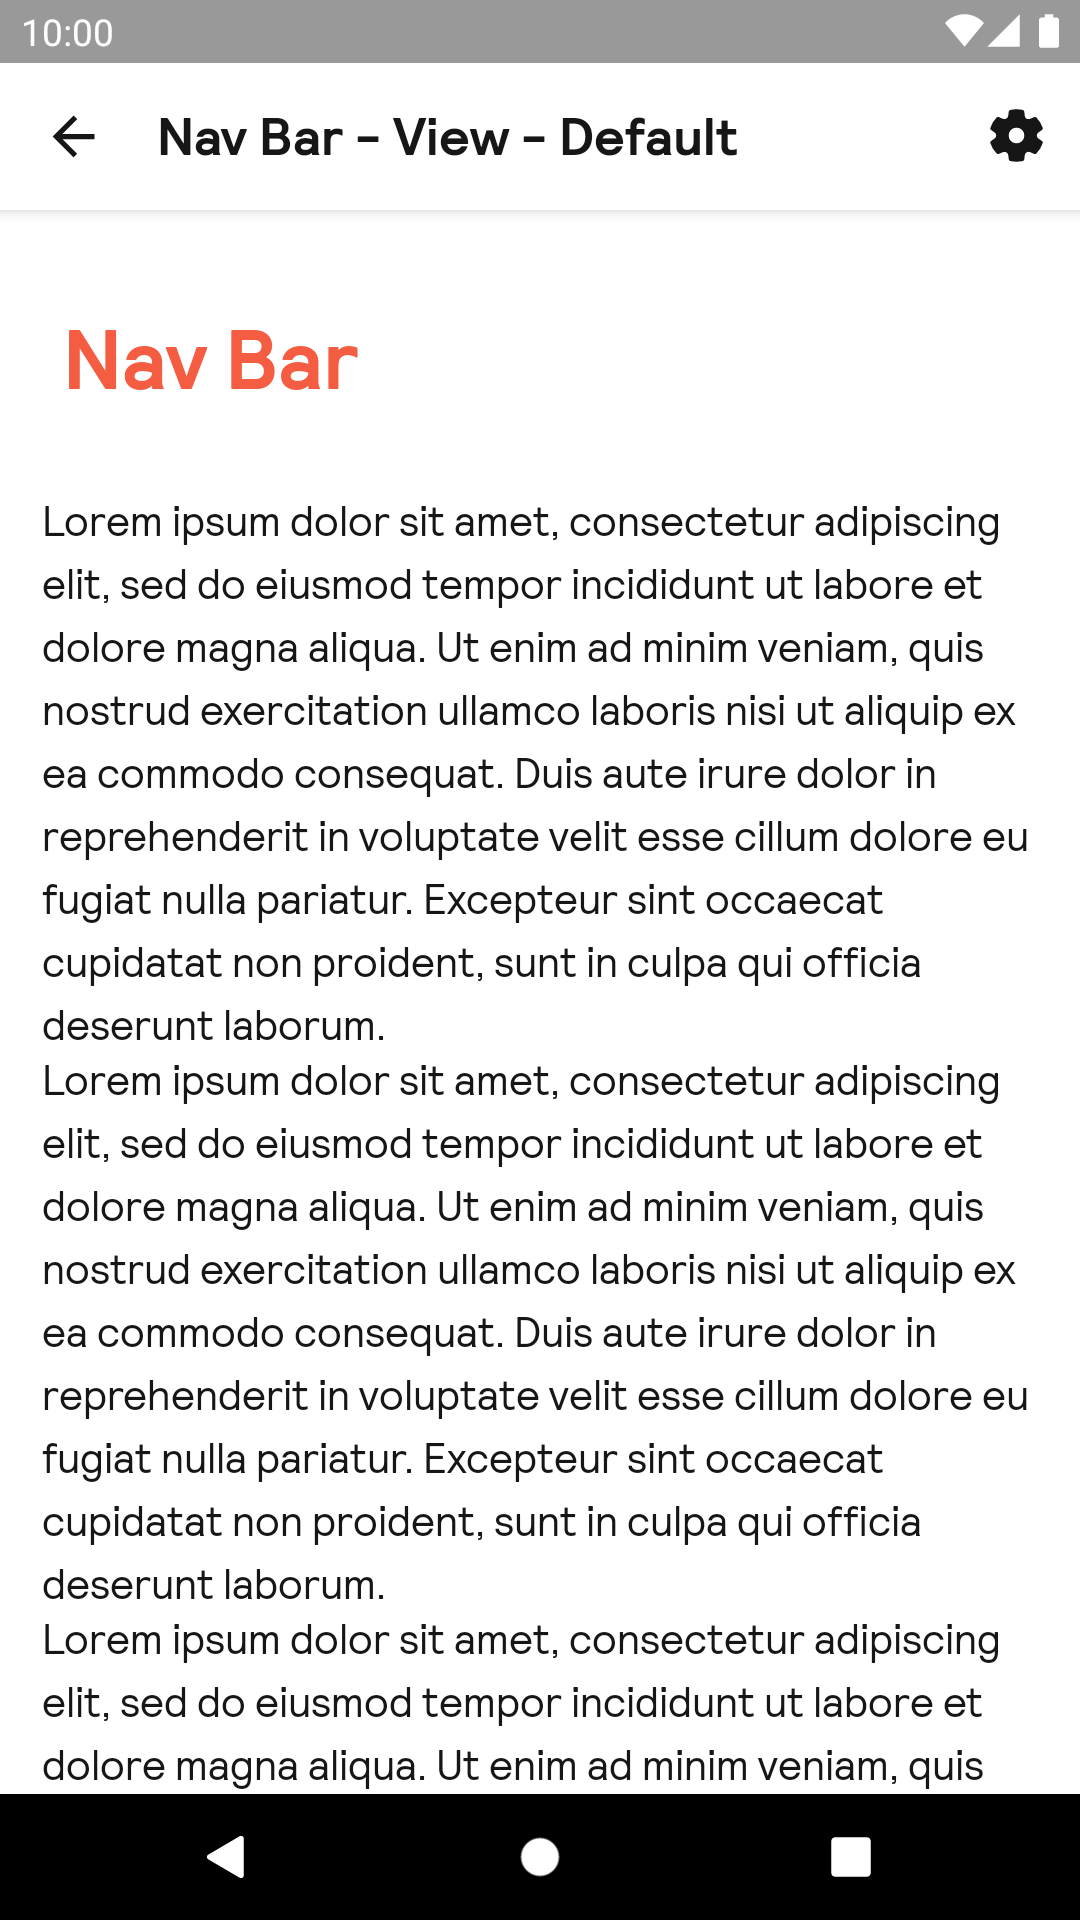 10:00
Nav Bar - View - Default
Nav Bar
Lorem ipsum dolor sit amet, consectetur adipiscing
elit, sed do eiusmod tempor incididunt ut labore et
dolore magna aliqua. Ut enim ad minim veniam, quis
nostrud exercitation ullamco laboris nisi ut aliquip ex
ea commodo consequat. Duis aute irure dolor in
reprehenderit in voluptate velit esse cillum dolore eu
fugiat nulla pariatur. Excepteur sint occaecat
cupidatat non proident, sunt in culpa qui officia
deserunt laborum.
Lorem ipsum dolor sit amet, consectetur adipiscing
elit, sed do eiusmod tempor incididunt ut labore et
dolore magna aliqua. Ut enim ad minim veniam, quis
nostrud exercitation ullamco laboris nisi ut aliquip ex
ea commodo consequat. Duis aute irure dolor in
reprehenderit in voluptate velit esse cillum dolore eu
fugiat nulla pariatur. Excepteur sint occaecat
cupidatat non proident, sunt in culpa qui officia
deserunt laborum.
Lorem ipsum dolor sit amet, consectetur adipiscing
elit, sed do eiusmod tempor incididunt ut labore et
dolore magna aliqua. Ut enim ad minim veniam, quis